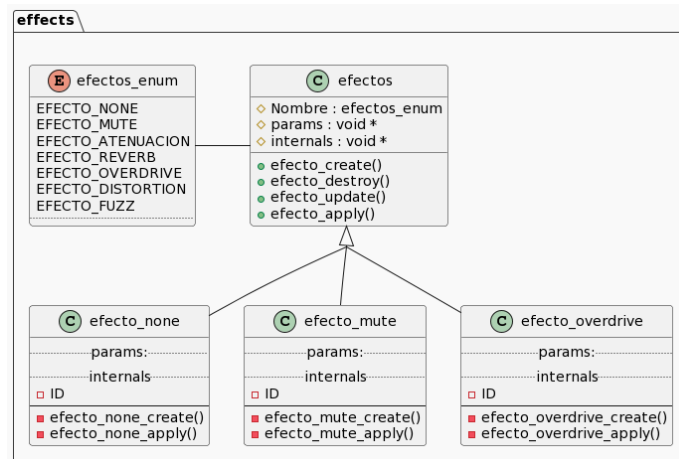 effects
E efectos_enum
EFECTO_NONE
EFECTO_MUTE
EFECTO_ATENUACION
EFECTO_REVERB
EFECTO_OVERDRIVE
EFECTO_DISTORTION
EFECTO_FUZZ
C efectos
Nombre : efectos_enum
params : void *
internals : void *
efecto_create()
efecto_destroy()
efecto_update()
efecto_apply()
C efecto_none
params:
internals
ID
efecto_none_create()
efecto_none_apply()
C efecto_mute
params:
internals
ID
efecto_mute_create()
efecto_mute_apply()
C efecto_overdrive
params:
internals
ID
efecto_overdrive_create()
efecto_overdrive_apply()